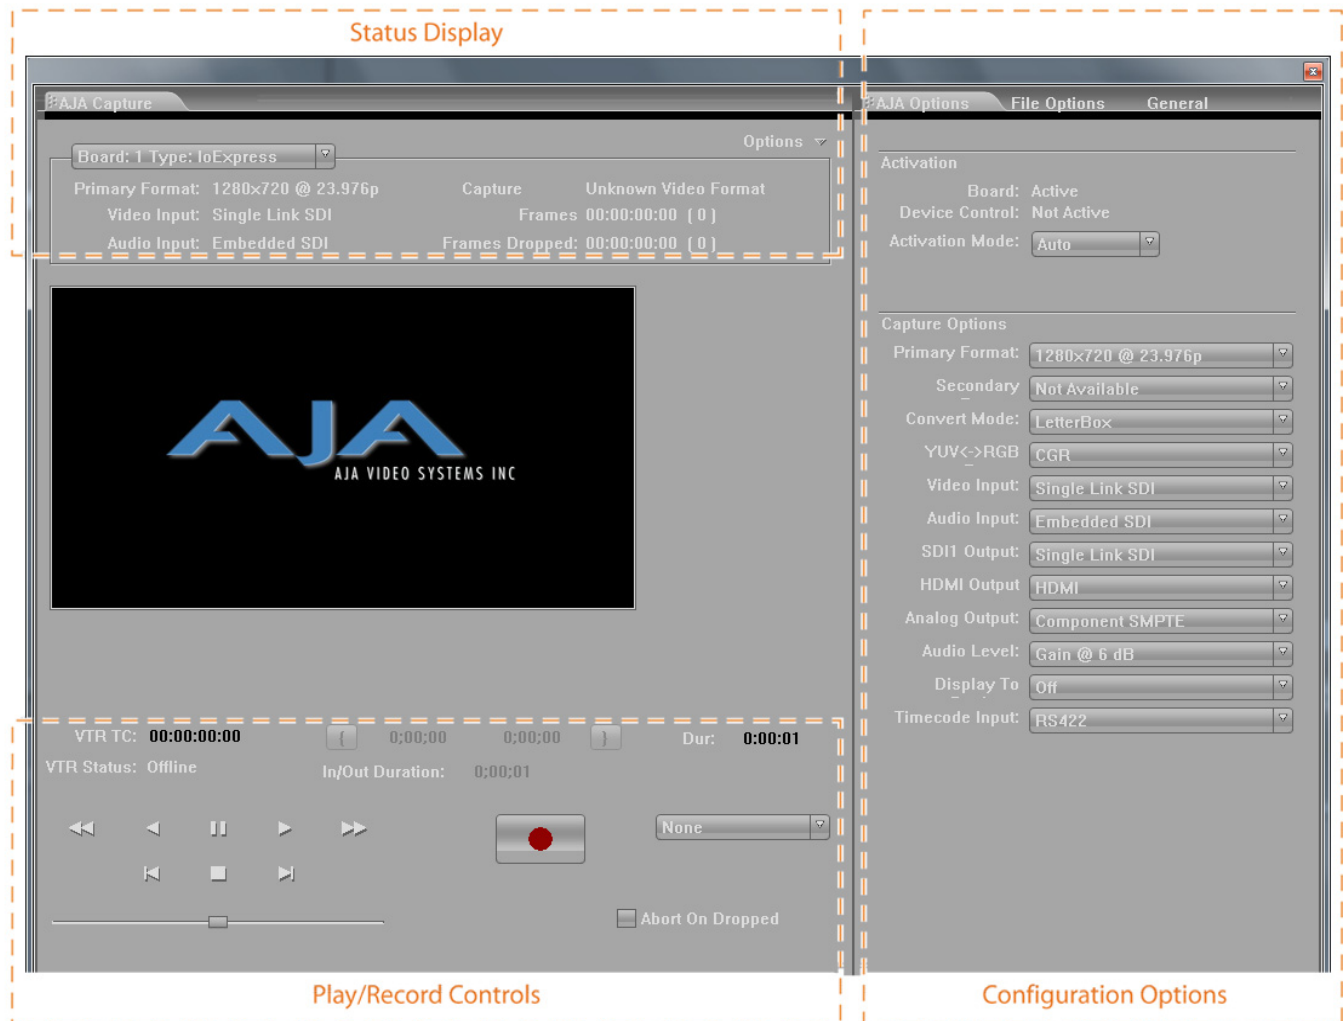 Status Display
AJA Capture
AJA Options File Options General
Options
Board: 1 Type: IoExpress
Primary Format: 1280x720 @ 23.976p Capture Unknown Video Format
Video Input: Single Link SDI Frames 00:00:00:00 ( 0 )
Audio Input: Embedded SDI Frames Dropped: 00:00:00:00 ( 0 )
Activation
Board: Active
Device Control: Not Active
Activation Mode: Auto
AJA
AJA VIDEO SYSTEMS INC
Capture Options
Primary Format: 1280x720 @ 23.976p
Secondary Not Available
Convert Mode: LetterBox
YUV<->RGB CGR
Video Input: Single Link SDI
Audio Input: Embedded SDI
SDI1 Output: Single Link SDI
HDMI Output HDMI
Analog Output: Component SMPTE
Audio Level: Gain @ 6 dB
Display To Off
Timecode Input: RS422
VTR TC: 00:00:00:00 { 0;00;00 0;00;00 } Dur: 0:00:01
VTR Status: Offline In/Out Duration: 0;00;01
None
Abort On Dropped
Play/Record Controls
Configuration Options